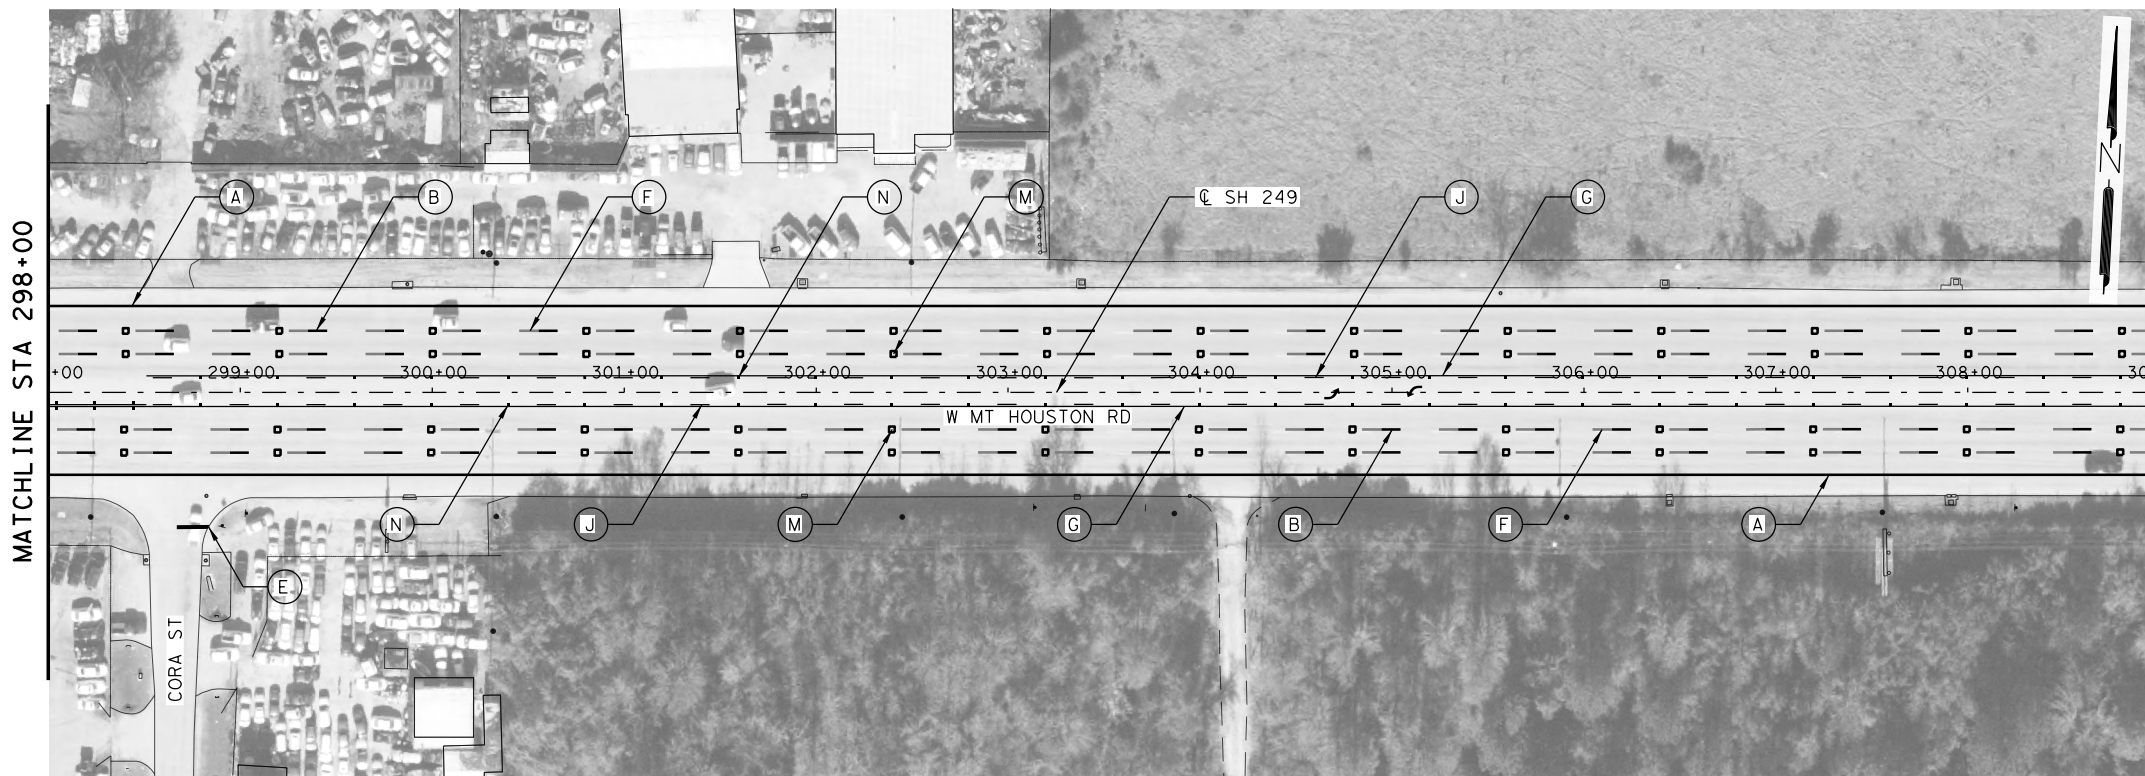 A
B
F
N
M
℄ SH 249
J
G
N
MATCHLINE STA 298+00
+00
299+00
300+00
301+00
302+00
303+00
304+00
305+00
306+00
307+00
308+00
30
W MT HOUSTON RD
N
J
M
G
B
F
A
E
CORA ST